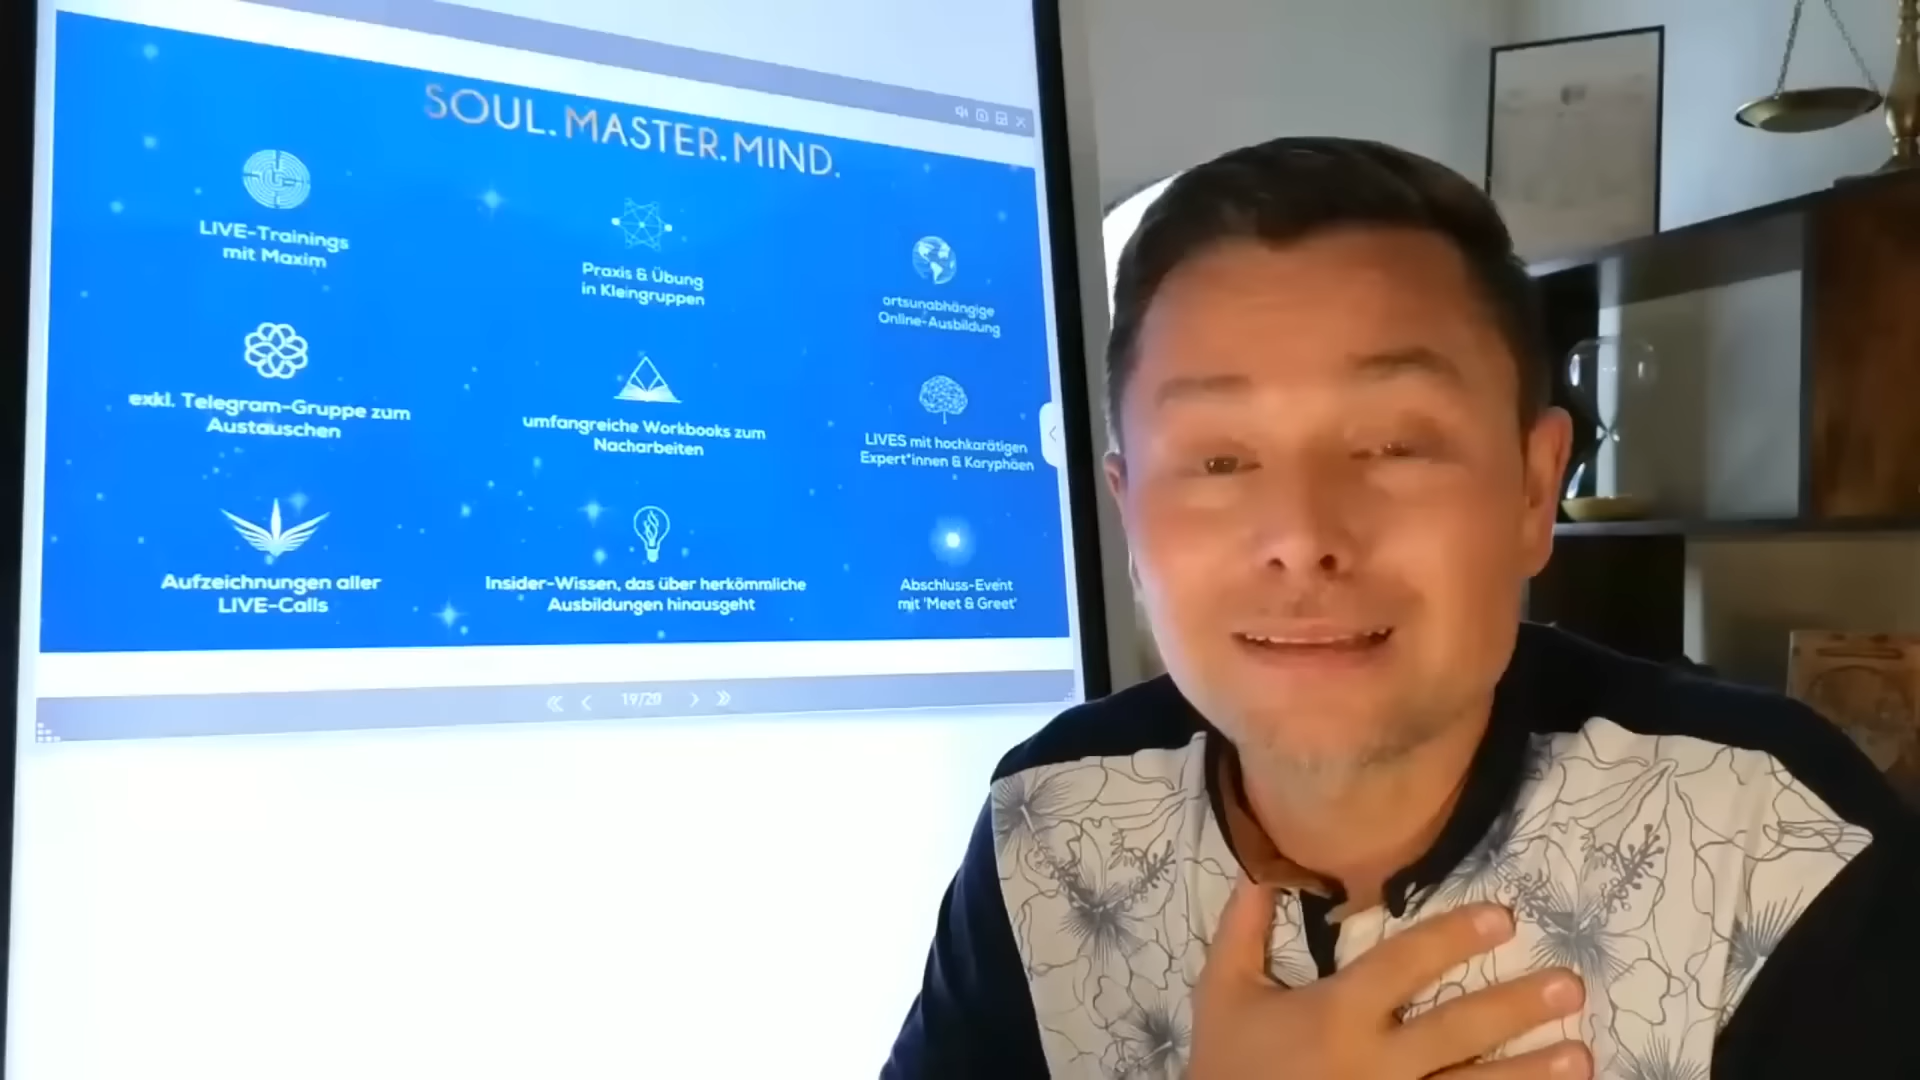 SOUL.MASTER.MIND.
LIVE-Trainings
mit Maxim
Praxis & Übung
in Kleingruppen
ortsunabhängige
Online-Ausbildung
exkl. Telegram-Gruppe zum
Austauschen
umfangreiche Workbooks zum
Nacharbeiten
LIVES mit hochkarätigen
Expert*innen & Koryphäen
Aufzeichnungen aller
LIVE-Calls
Insider-Wissen, das über herkömmliche
Ausbildungen hinausgeht
Abschluss-Event
mit 'Meet & Greet'
19/20